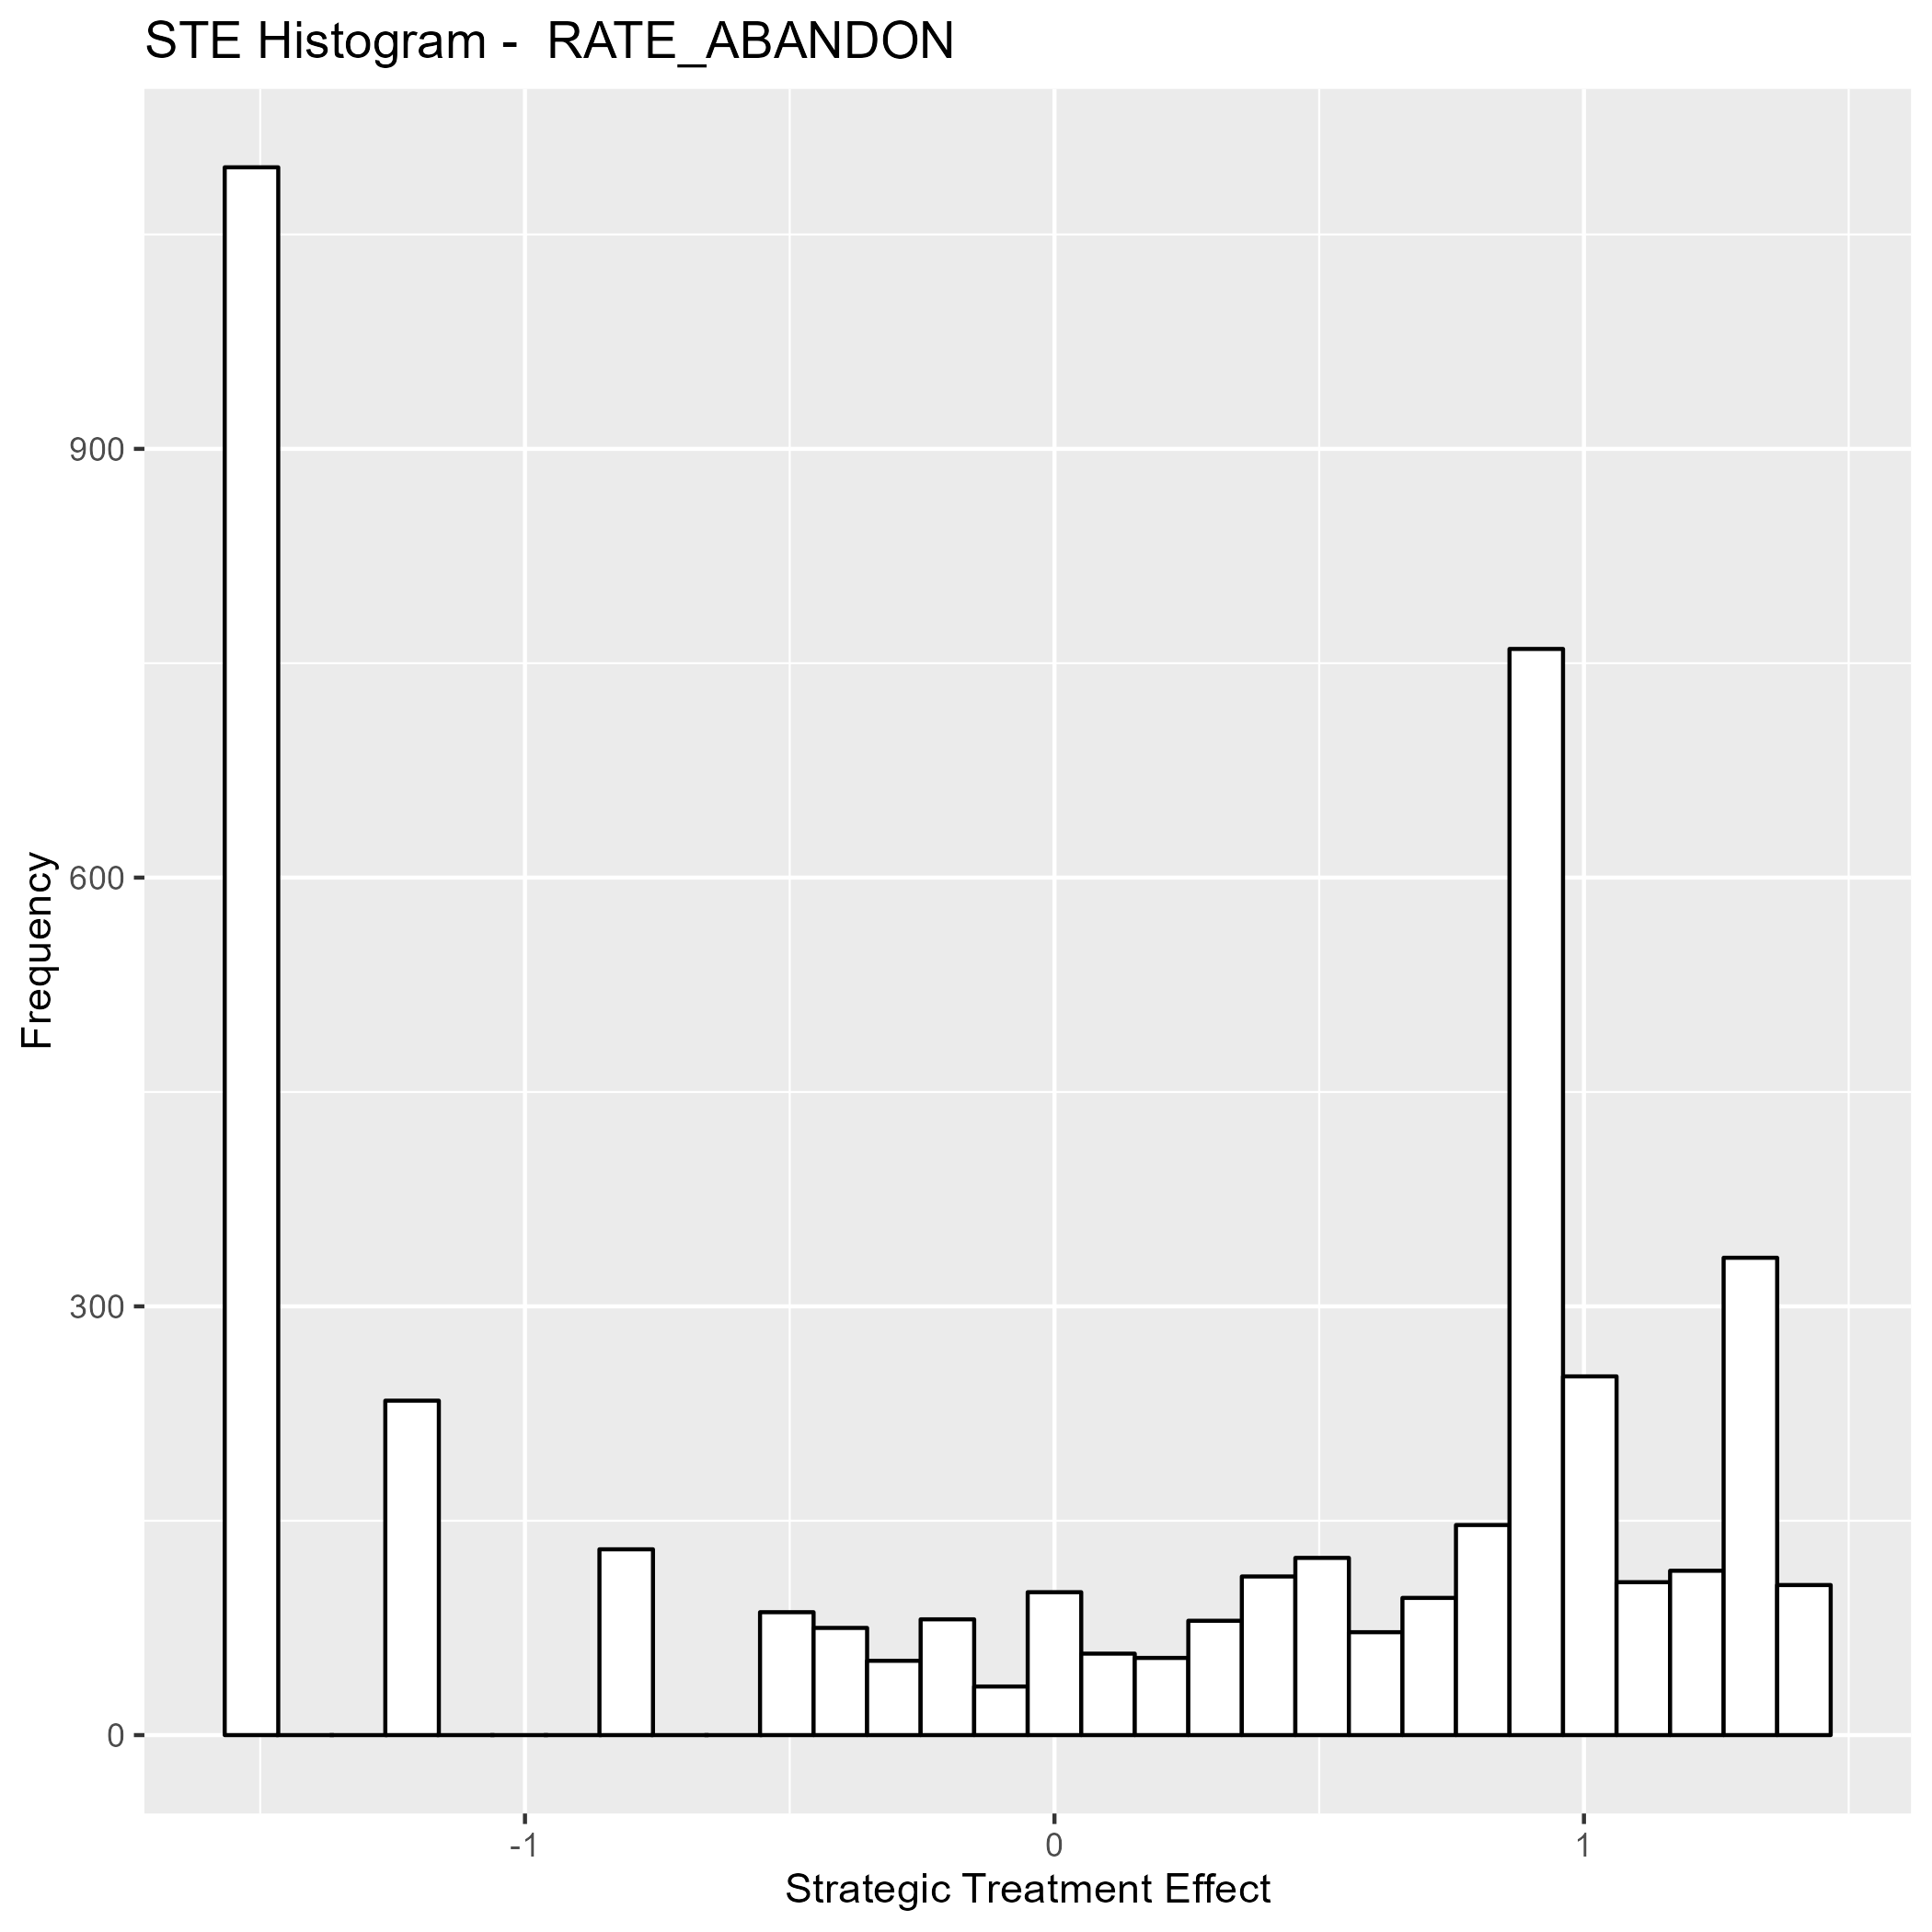 STE Histogram -  RATE_ABANDON
900
600
300
0
Frequency
-1
0
1
Strategic Treatment Effect